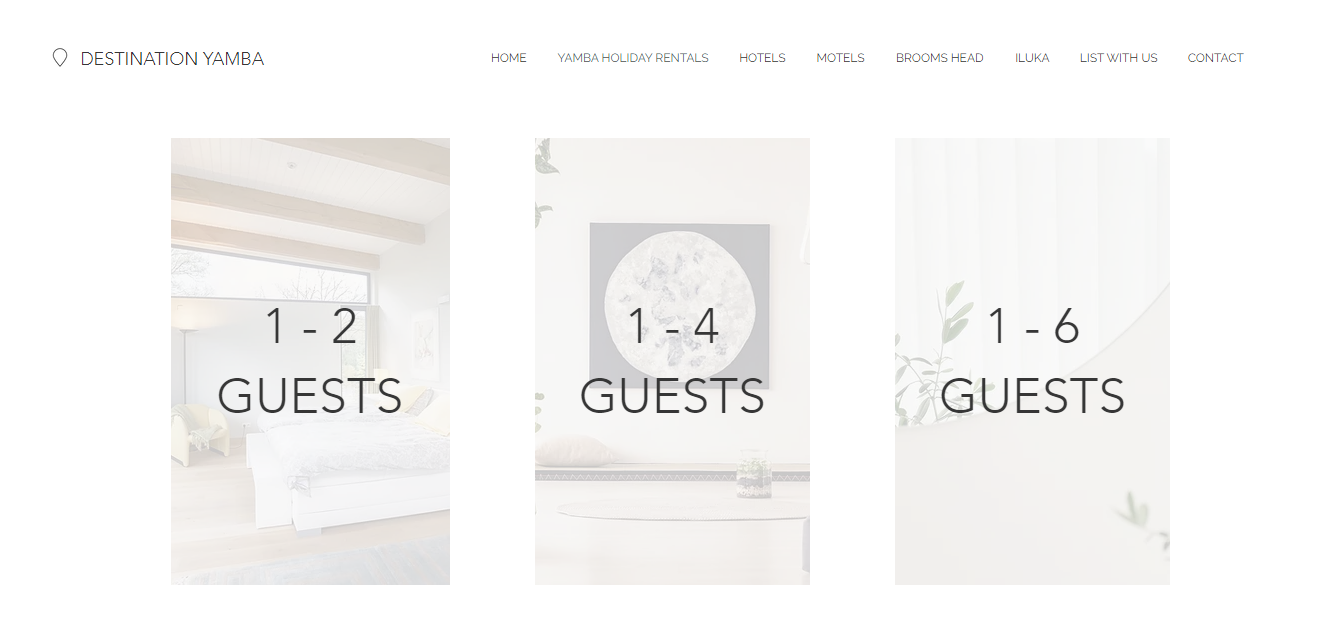 DESTINATION YAMBA
HOME YAMBA HOLIDAY RENTALS HOTELS MOTELS BROOMS HEAD ILUKA LIST WITH US CONTACT
1 - 2
GUESTS
1 - 4
GUESTS
1 - 6
GUESTS